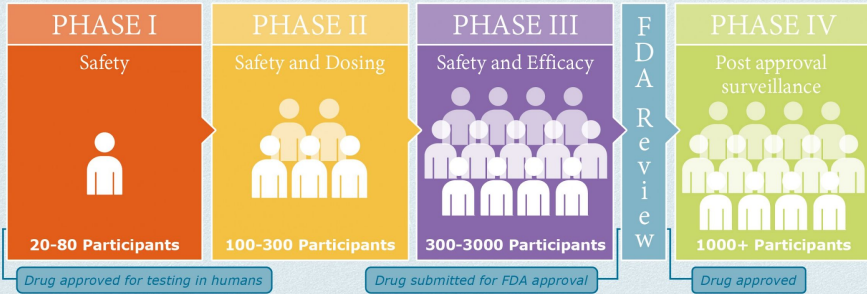 PHASE I
Safety
20-80 Participants
PHASE II
Safety and Dosing
100-300 Participants
PHASE III
Safety and Efficacy
300-3000 Participants
FDA Review
PHASE IV
Post approval
surveillance
1000+ Participants
Drug approved for testing in humans
Drug submitted for FDA approval
Drug approved